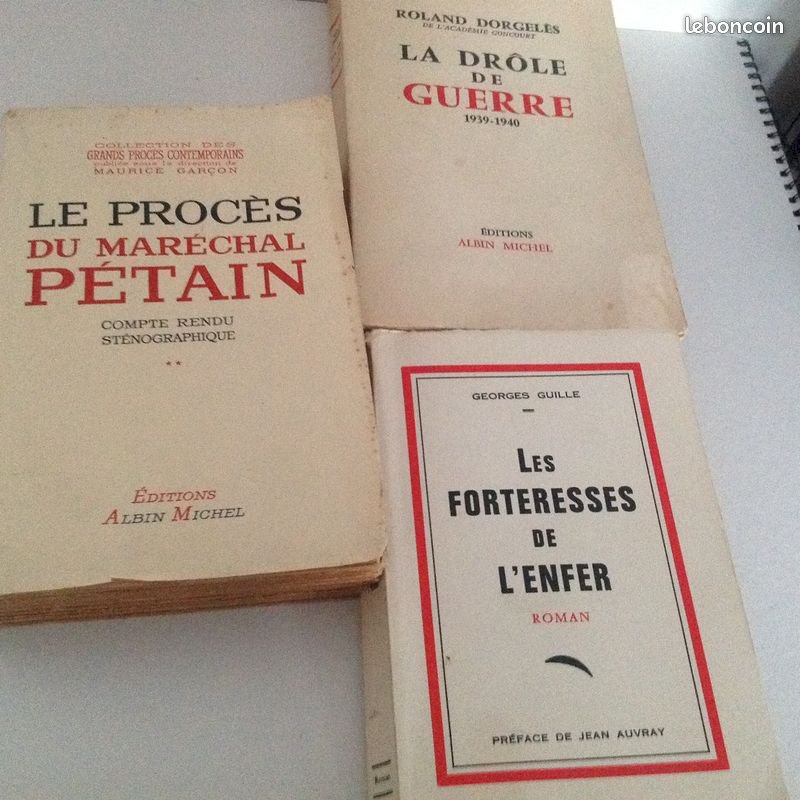 leboncoin
ROLAND DORGELÈS
DE L'ACADÉMIE GONCOURT
LA DRÔLE
DE
GUERRE
1939-1940
ÉDITIONS
ALBIN MICHEL
COLLECTION DES
GRANDS PROCÈS CONTEMPORAINS
publiée sous la direction de
MAURICE GARÇON
LE PROCÈS
DU MARÉCHAL
PÉTAIN
COMPTE RENDU
STÉNOGRAPHIQUE
**
ÉDITIONS
ALBIN MICHEL
GEORGES GUILLE
LES
FORTERESSES
DE
L'ENFER
ROMAN
PRÉFACE DE JEAN AUVRAY